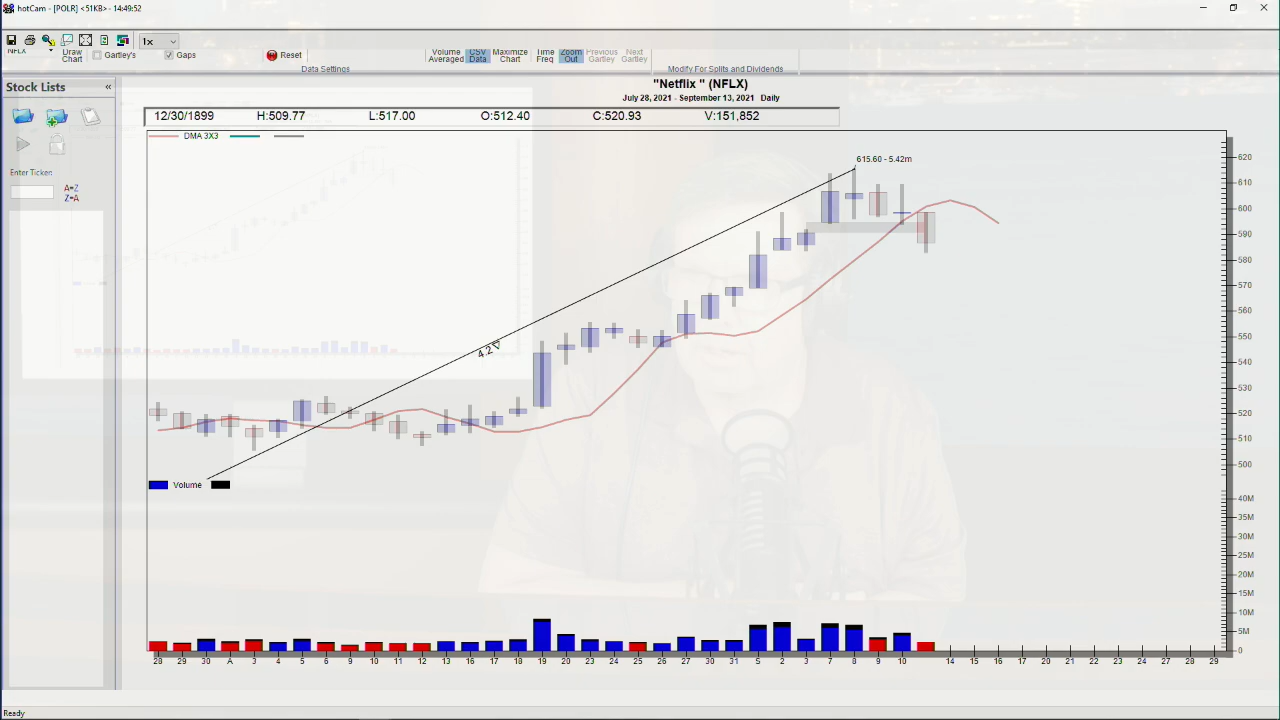 hotCam - [POLR] <51KB> - 14:49:52
1x
NFLX
Draw Chart
Gartley's
Gaps
Reset
Volume Averaged
CSV Data
Maximize Chart
Time Freq
Zoom Out
Previous Gartley
Next Gartley
Data Settings
Modify For Splits and Dividends
Stock Lists «
"Netflix " (NFLX)
July 28, 2021 - September 13, 2021 Daily
12/30/1899 H:509.77 L:517.00 O:512.40 C:520.93 V:151,852
DMA 3X3
Enter Ticker:
A=Z
Z=A
615.60 - 5.42m
4.2
620
610
600
590
580
570
560
550
540
530
520
510
500
Volume
40M
35M
30M
25M
20M
15M
10M
5M
0
28 29 30 A 3 4 5 6 9 10 11 12 13 16 17 18 19 20 23 24 25 26 27 30 31 S 2 3 7 8 9 10 14 15 16 17 20 21 22 23 24 27 28 29
Ready